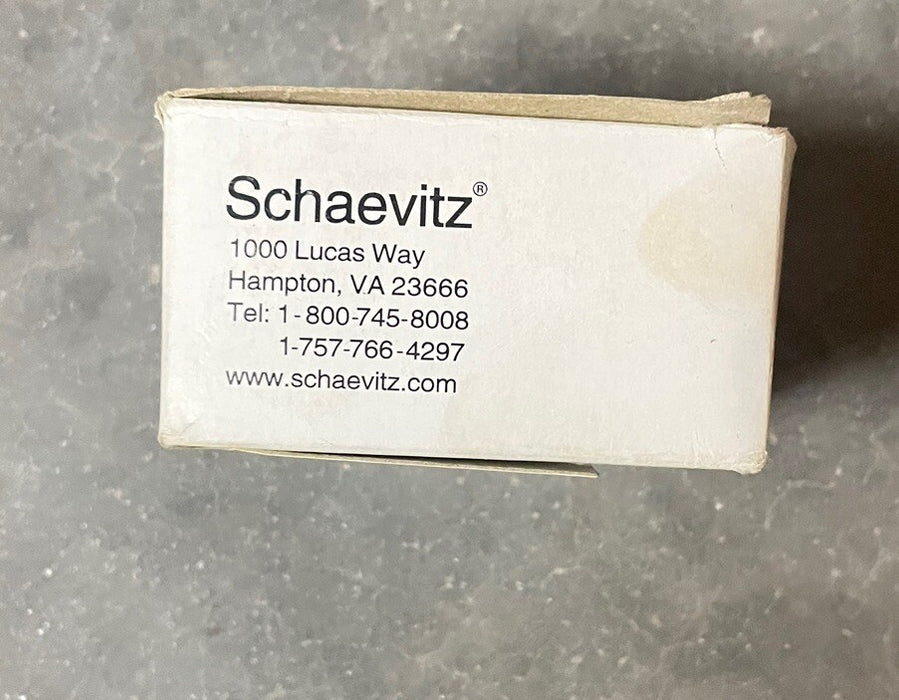 Schaevitz®
1000 Lucas Way
Hampton, VA 23666
Tel: 1-800-745-8008
1-757-766-4297
www.schaevitz.com